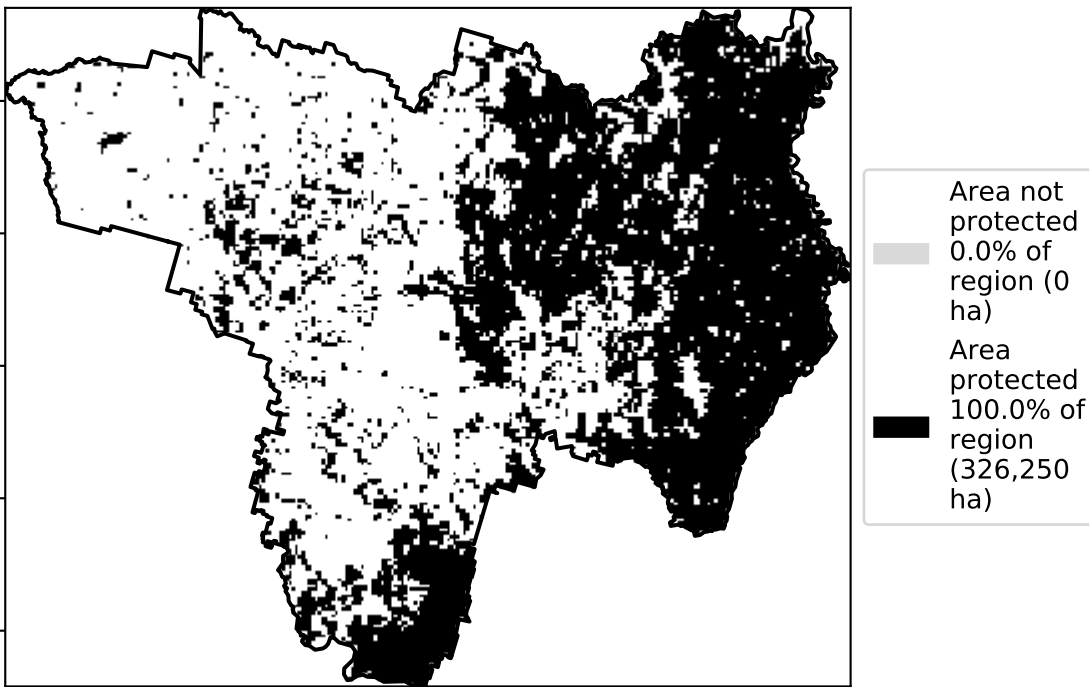 Area not
protected
0.0% of
region (0
ha)
Area
protected
100.0% of
region
(326,250
ha)